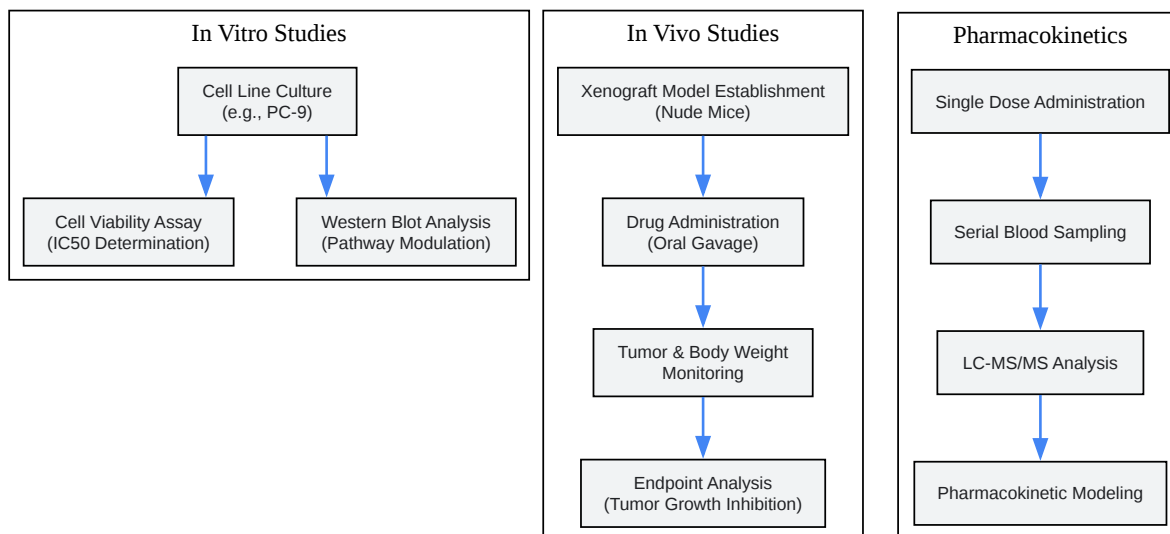 In Vitro Studies
Cell Line Culture
(e.g., PC-9)
Cell Viability Assay
(IC50 Determination)
Western Blot Analysis
(Pathway Modulation)
In Vivo Studies
Xenograft Model Establishment
(Nude Mice)
Drug Administration
(Oral Gavage)
Tumor & Body Weight
Monitoring
Endpoint Analysis
(Tumor Growth Inhibition)
Pharmacokinetics
Single Dose Administration
Serial Blood Sampling
LC-MS/MS Analysis
Pharmacokinetic Modeling